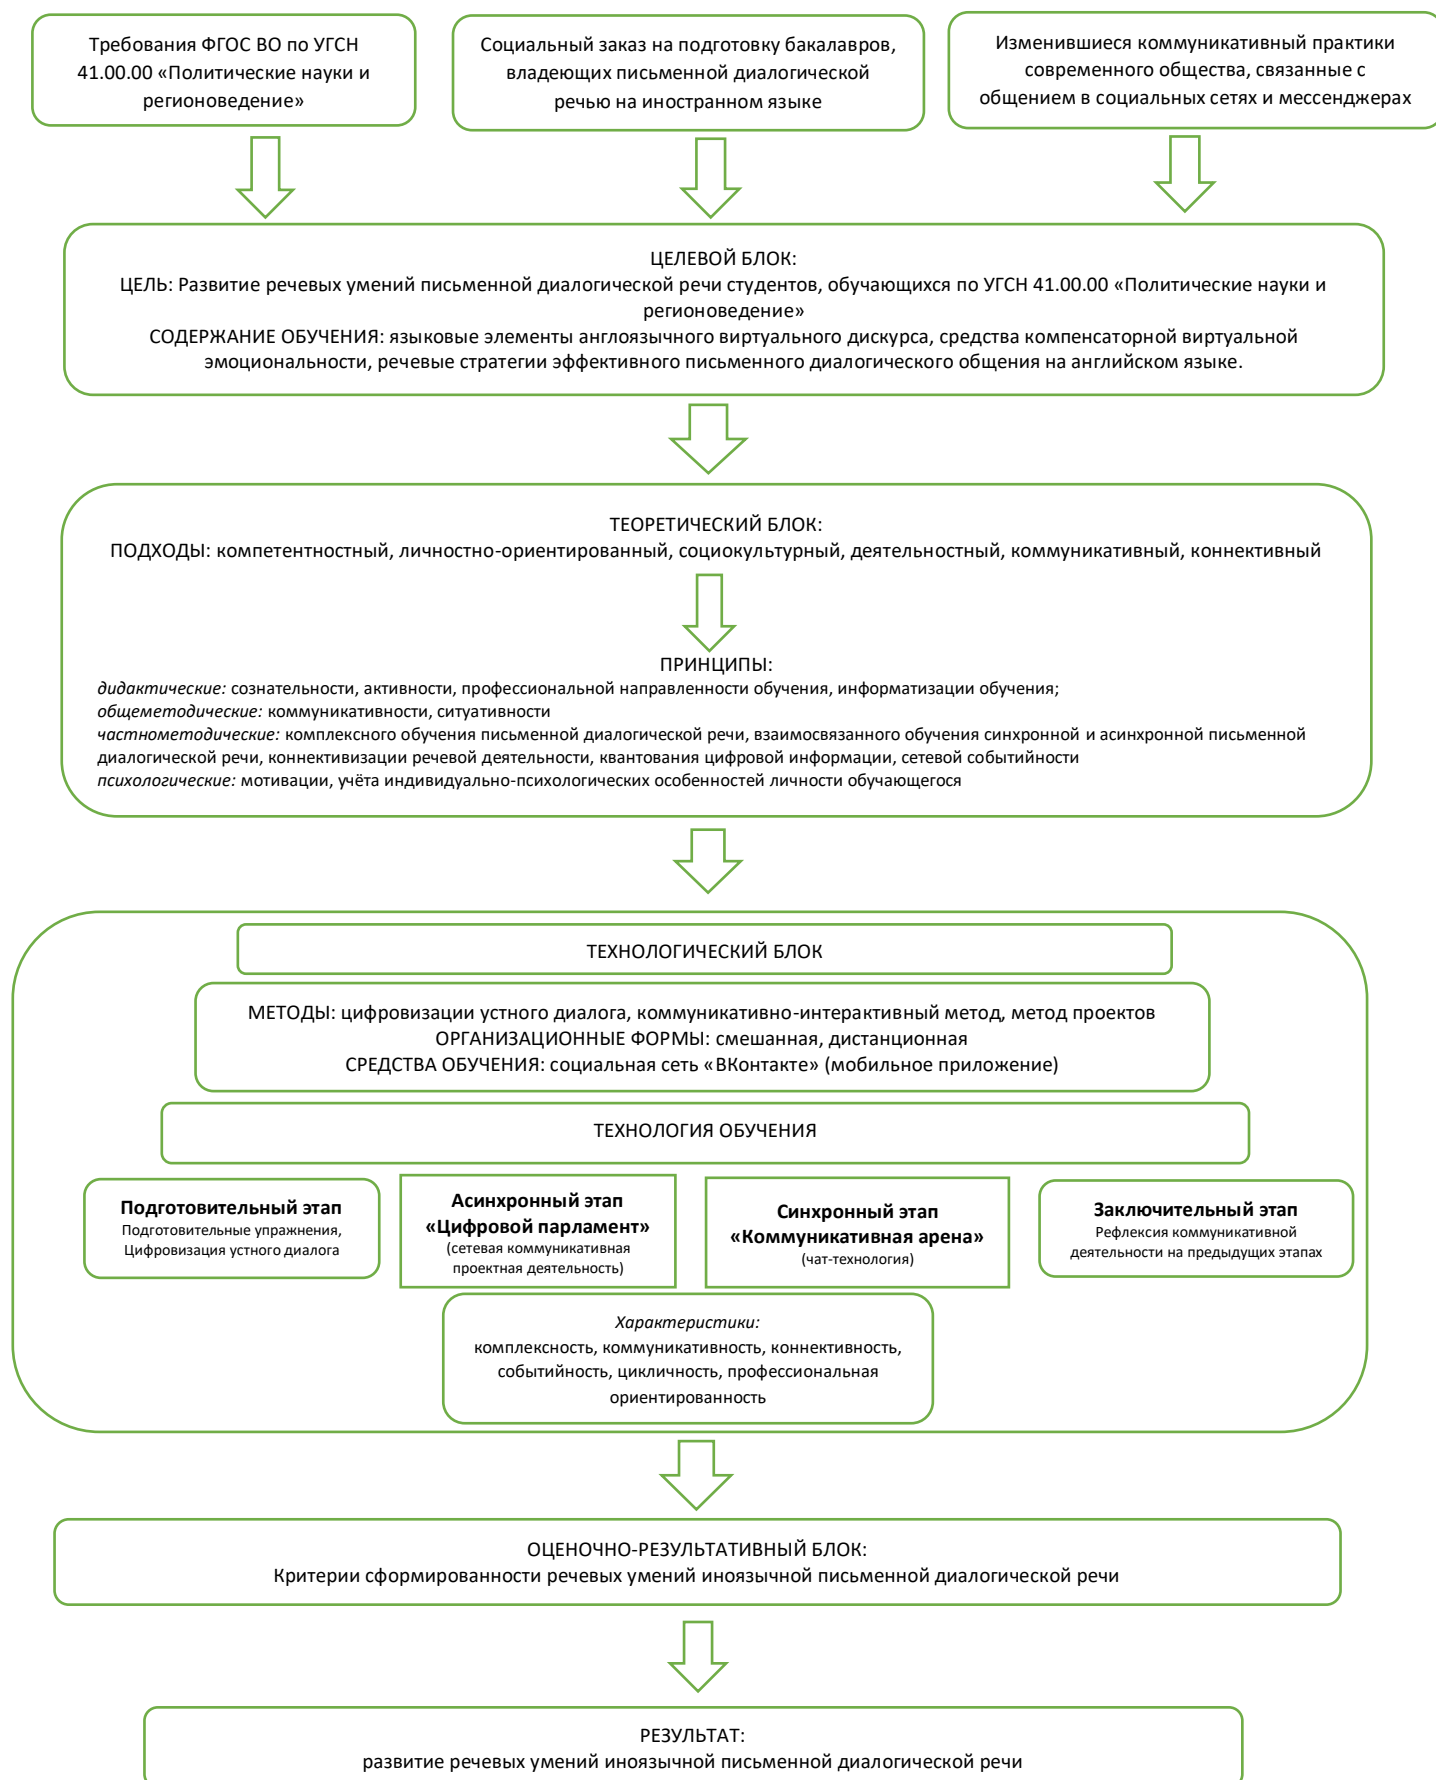 Требования ФГОС ВО по УГСН
41.00.00 «Политические науки и
регионоведение»
Социальный заказ на подготовку бакалавров,
владеющих письменной диалогической
речью на иностранном языке
Изменившиеся коммуникативный практики
современного общества, связанные с
общением в социальных сетях и мессенджерах
ЦЕЛЕВОЙ БЛОК:
ЦЕЛЬ: Развитие речевых умений письменной диалогической речи студентов, обучающихся по УГСН 41.00.00 «Политические науки и
регионоведение»
СОДЕРЖАНИЕ ОБУЧЕНИЯ: языковые элементы англоязычного виртуального дискурса, средства компенсаторной виртуальной
эмоциональности, речевые стратегии эффективного письменного диалогического общения на английском языке.
ТЕОРЕТИЧЕСКИЙ БЛОК:
ПОДХОДЫ: компетентностный, личностно-ориентированный, социокультурный, деятельностный, коммуникативный, коннективный
ПРИНЦИПЫ:
дидактические: сознательности, активности, профессиональной направленности обучения, информатизации обучения;
общеметодические: коммуникативности, ситуативности
частнометодические: комплексного обучения письменной диалогической речи, взаимосвязанного обучения синхронной и асинхронной письменной
диалогической речи, коннективизации речевой деятельности, квантования цифровой информации, сетевой событийности
психологические: мотивации, учёта индивидуально-психологических особенностей личности обучающегося
ТЕХНОЛОГИЧЕСКИЙ БЛОК
МЕТОДЫ: цифровизации устного диалога, коммуникативно-интерактивный метод, метод проектов
ОРГАНИЗАЦИОННЫЕ ФОРМЫ: смешанная, дистанционная
СРЕДСТВА ОБУЧЕНИЯ: социальная сеть «ВКонтакте» (мобильное приложение)
ТЕХНОЛОГИЯ ОБУЧЕНИЯ
Подготовительный этап
Подготовительные упражнения,
Цифровизация устного диалога
Асинхронный этап
«Цифровой парламент»
(сетевая коммуникативная
проектная деятельность)
Синхронный этап
«Коммуникативная арена»
(чат-технология)
Заключительный этап
Рефлексия коммуникативной
деятельности на предыдущих этапах
Характеристики:
комплексность, коммуникативность, коннективность,
событийность, цикличность, профессиональная
ориентированность
ОЦЕНОЧНО-РЕЗУЛЬТАТИВНЫЙ БЛОК:
Критерии сформированности речевых умений иноязычной письменной диалогической речи
РЕЗУЛЬТАТ:
развитие речевых умений иноязычной письменной диалогической речи